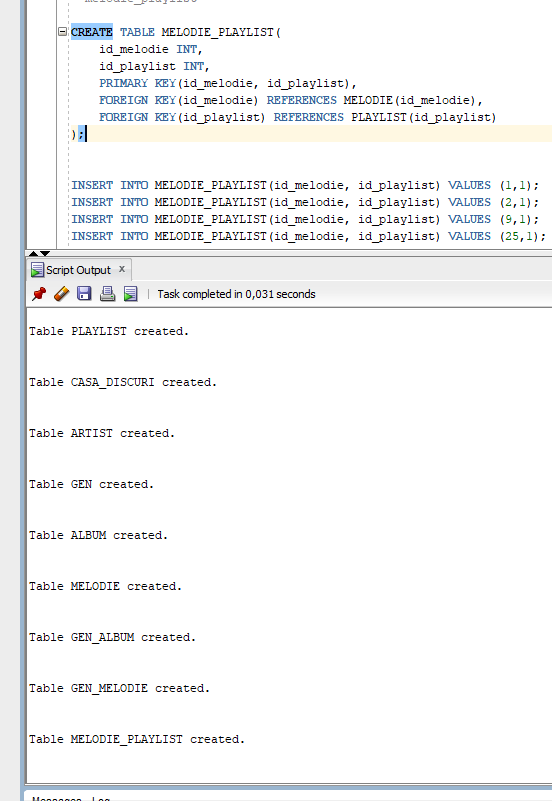 melodie_playlist
CREATE TABLE MELODIE_PLAYLIST(
id_melodie INT,
id_playlist INT,
PRIMARY KEY(id_melodie, id_playlist),
FOREIGN KEY(id_melodie) REFERENCES MELODIE(id_melodie),
FOREIGN KEY(id_playlist) REFERENCES PLAYLIST(id_playlist)
);
INSERT INTO MELODIE_PLAYLIST(id_melodie, id_playlist) VALUES (1,1);
INSERT INTO MELODIE_PLAYLIST(id_melodie, id_playlist) VALUES (2,1);
INSERT INTO MELODIE_PLAYLIST(id_melodie, id_playlist) VALUES (9,1);
INSERT INTO MELODIE_PLAYLIST(id_melodie, id_playlist) VALUES (25,1);
Script Output x
Task completed in 0,031 seconds
Table PLAYLIST created.
Table CASA_DISCURI created.
Table ARTIST created.
Table GEN created.
Table ALBUM created.
Table MELODIE created.
Table GEN_ALBUM created.
Table GEN_MELODIE created.
Table MELODIE_PLAYLIST created.
Messages - Log